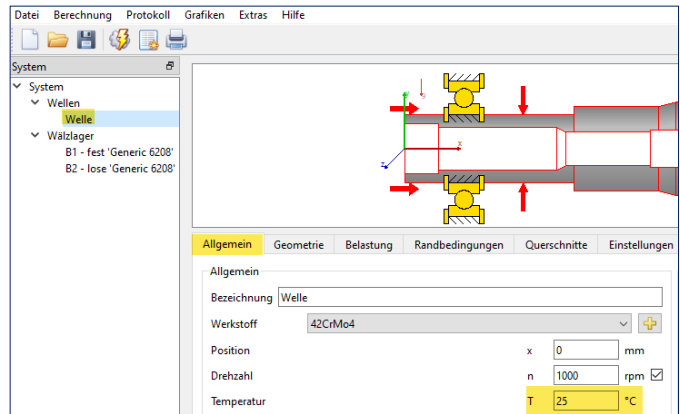 Datei Berechnung Protokoll Grafiken Extras Hilfe
System
System
Wellen
Welle
Wälzlager
B1 - fest 'Generic 6208'
B2 - lose 'Generic 6208'
y
x
z
Allgemein Geometrie Belastung Randbedingungen Querschnitte Einstellungen
Allgemein
Bezeichnung Welle
Werkstoff 42CrMo4
Position x 0 mm
Drehzahl n 1000 rpm
Temperatur T 25 °C